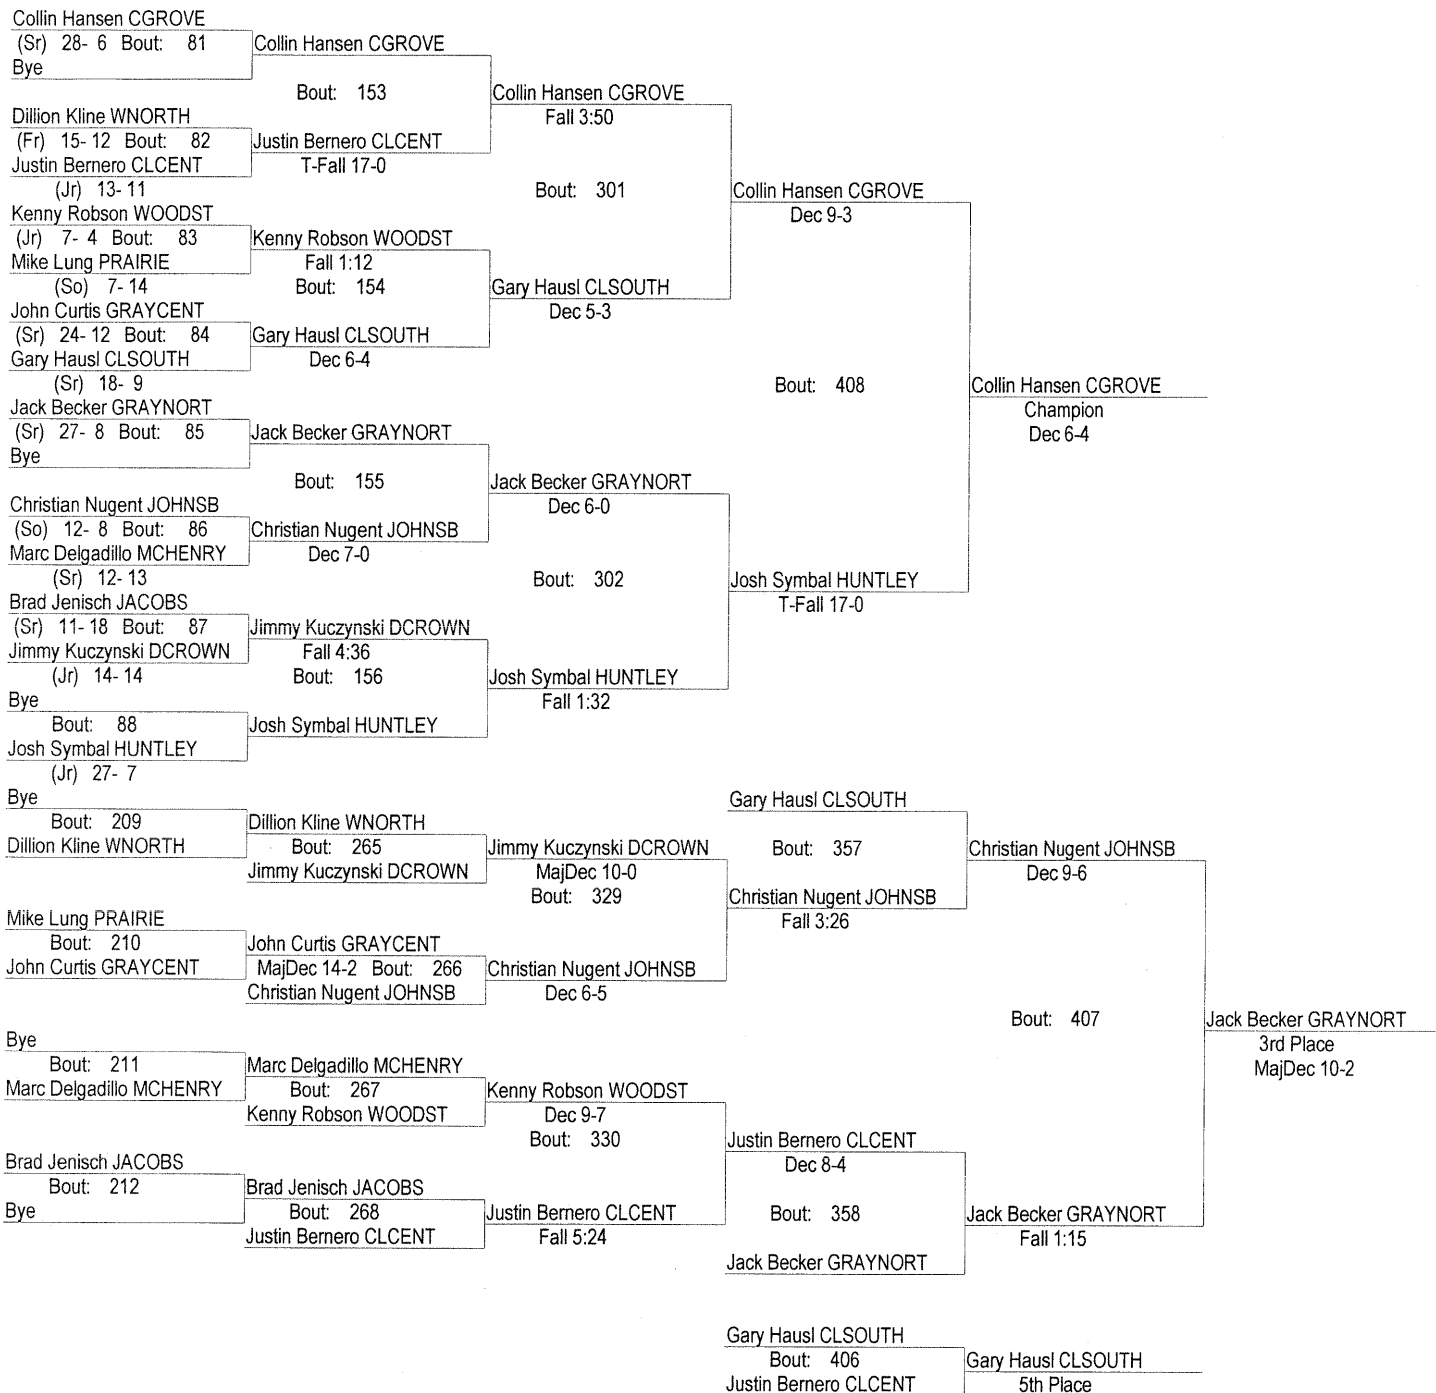 Collin Hansen CGROVE
(Sr) 28- 6 Bout: 81
Bye
Collin Hansen CGROVE
Bout: 153
Dillion Kline WNORTH
(Fr) 15- 12 Bout: 82
Justin Bernero CLCENT
(Jr) 13- 11
Justin Bernero CLCENT
T-Fall 17-0
Collin Hansen CGROVE
Fall 3:50
Bout: 301
Kenny Robson WOODST
(Jr) 7- 4 Bout: 83
Mike Lung PRAIRIE
(So) 7- 14
Kenny Robson WOODST
Fall 1:12
Bout: 154
John Curtis GRAYCENT
(Sr) 24- 12 Bout: 84
Gary Hausl CLSOUTH
(Sr) 18- 9
Gary Hausl CLSOUTH
Dec 6-4
Gary Hausl CLSOUTH
Dec 5-3
Collin Hansen CGROVE
Dec 9-3
Bout: 408
Collin Hansen CGROVE
Champion
Dec 6-4
Jack Becker GRAYNORT
(Sr) 27- 8 Bout: 85
Bye
Jack Becker GRAYNORT
Bout: 155
Christian Nugent JOHNSB
(So) 12- 8 Bout: 86
Marc Delgadillo MCHENRY
(Sr) 12- 13
Christian Nugent JOHNSB
Dec 7-0
Jack Becker GRAYNORT
Dec 6-0
Bout: 302
Brad Jenisch JACOBS
(Sr) 11- 18 Bout: 87
Jimmy Kuczynski DCROWN
(Jr) 14- 14
Jimmy Kuczynski DCROWN
Fall 4:36
Bout: 156
Bye
Bout: 88
Josh Symbal HUNTLEY
(Jr) 27- 7
Josh Symbal HUNTLEY
Josh Symbal HUNTLEY
Fall 1:32
Josh Symbal HUNTLEY
T-Fall 17-0
Bye
Bout: 209
Dillion Kline WNORTH
Dillion Kline WNORTH
Bout: 265
Jimmy Kuczynski DCROWN
Jimmy Kuczynski DCROWN
MajDec 10-0
Bout: 329
Mike Lung PRAIRIE
Bout: 210
John Curtis GRAYCENT
John Curtis GRAYCENT
MajDec 14-2 Bout: 266
Christian Nugent JOHNSB
Christian Nugent JOHNSB
Dec 6-5
Gary Hausl CLSOUTH
Bout: 357
Christian Nugent JOHNSB
Fall 3:26
Christian Nugent JOHNSB
Dec 9-6
Bout: 407
Jack Becker GRAYNORT
3rd Place
MajDec 10-2
Bye
Bout: 211
Marc Delgadillo MCHENRY
Marc Delgadillo MCHENRY
Bout: 267
Kenny Robson WOODST
Kenny Robson WOODST
Dec 9-7
Bout: 330
Brad Jenisch JACOBS
Bout: 212
Bye
Brad Jenisch JACOBS
Bout: 268
Justin Bernero CLCENT
Justin Bernero CLCENT
Fall 5:24
Justin Bernero CLCENT
Dec 8-4
Bout: 358
Jack Becker GRAYNORT
Jack Becker GRAYNORT
Fall 1:15
Gary Hausl CLSOUTH
Bout: 406
Justin Bernero CLCENT
Gary Hausl CLSOUTH
5th Place